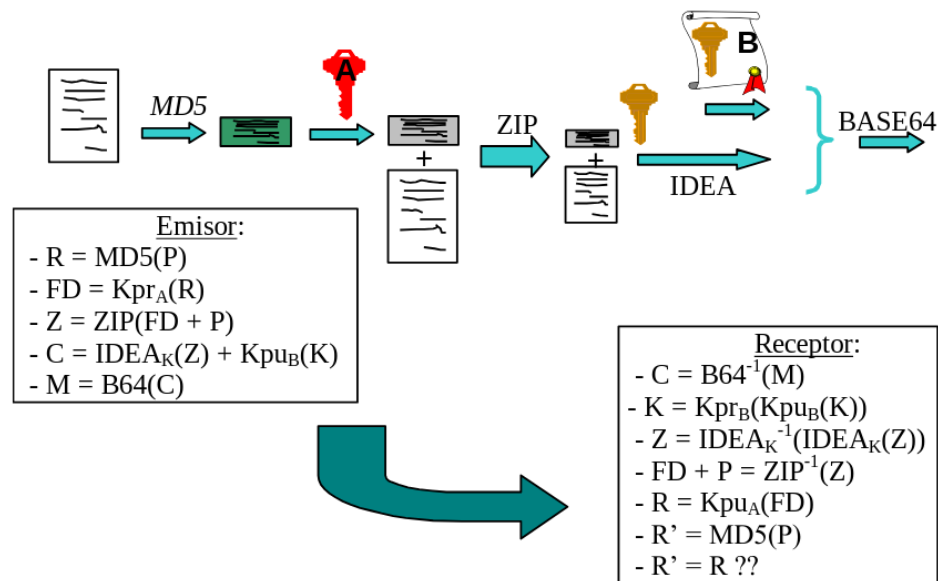 B
A
MD5
ZIP
BASE64
+
+
IDEA
Emisor:
- R = MD5(P)
- FD = Kpr_A(R)
- Z = ZIP(FD + P)
- C = IDEA_K(Z) + Kpu_B(K)
- M = B64(C)
Receptor:
- C = B64⁻¹(M)
- K = Kpr_B(Kpu_B(K))
- Z = IDEA_K⁻¹(IDEA_K(Z))
- FD + P = ZIP⁻¹(Z)
- R = Kpu_A(FD)
- R’ = MD5(P)
- R’ = R ??